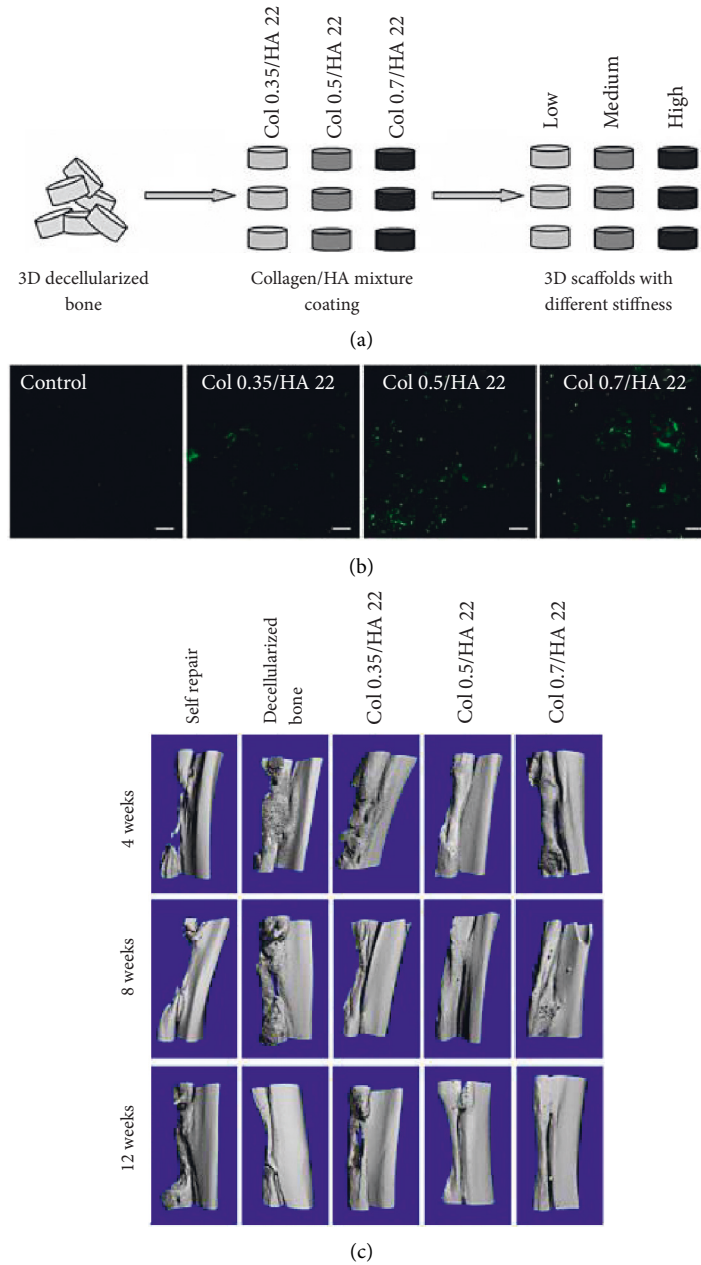 Col 0.35/HA 22
Col 0.5/HA 22
Col 0.7/HA 22
Low
Medium
High
3D decellularized
bone
Collagen/HA mixture
coating
3D scaffolds with
different stiffness
(a)
Control
Col 0.35/HA 22
Col 0.5/HA 22
Col 0.7/HA 22
(b)
Self repair
Decellularized
bone
Col 0.35/HA 22
Col 0.5/HA 22
Col 0.7/HA 22
4 weeks
8 weeks
12 weeks
(c)